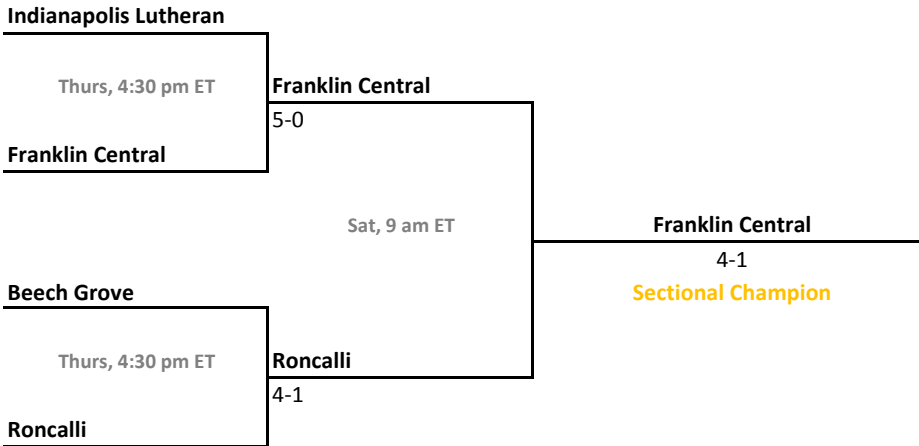 Indianapolis Lutheran
Thurs, 4:30 pm ET
Franklin Central
5-0
Franklin Central
Sat, 9 am ET
Franklin Central
4-1
Sectional Champion
Beech Grove
Thurs, 4:30 pm ET
Roncalli
4-1
Roncalli